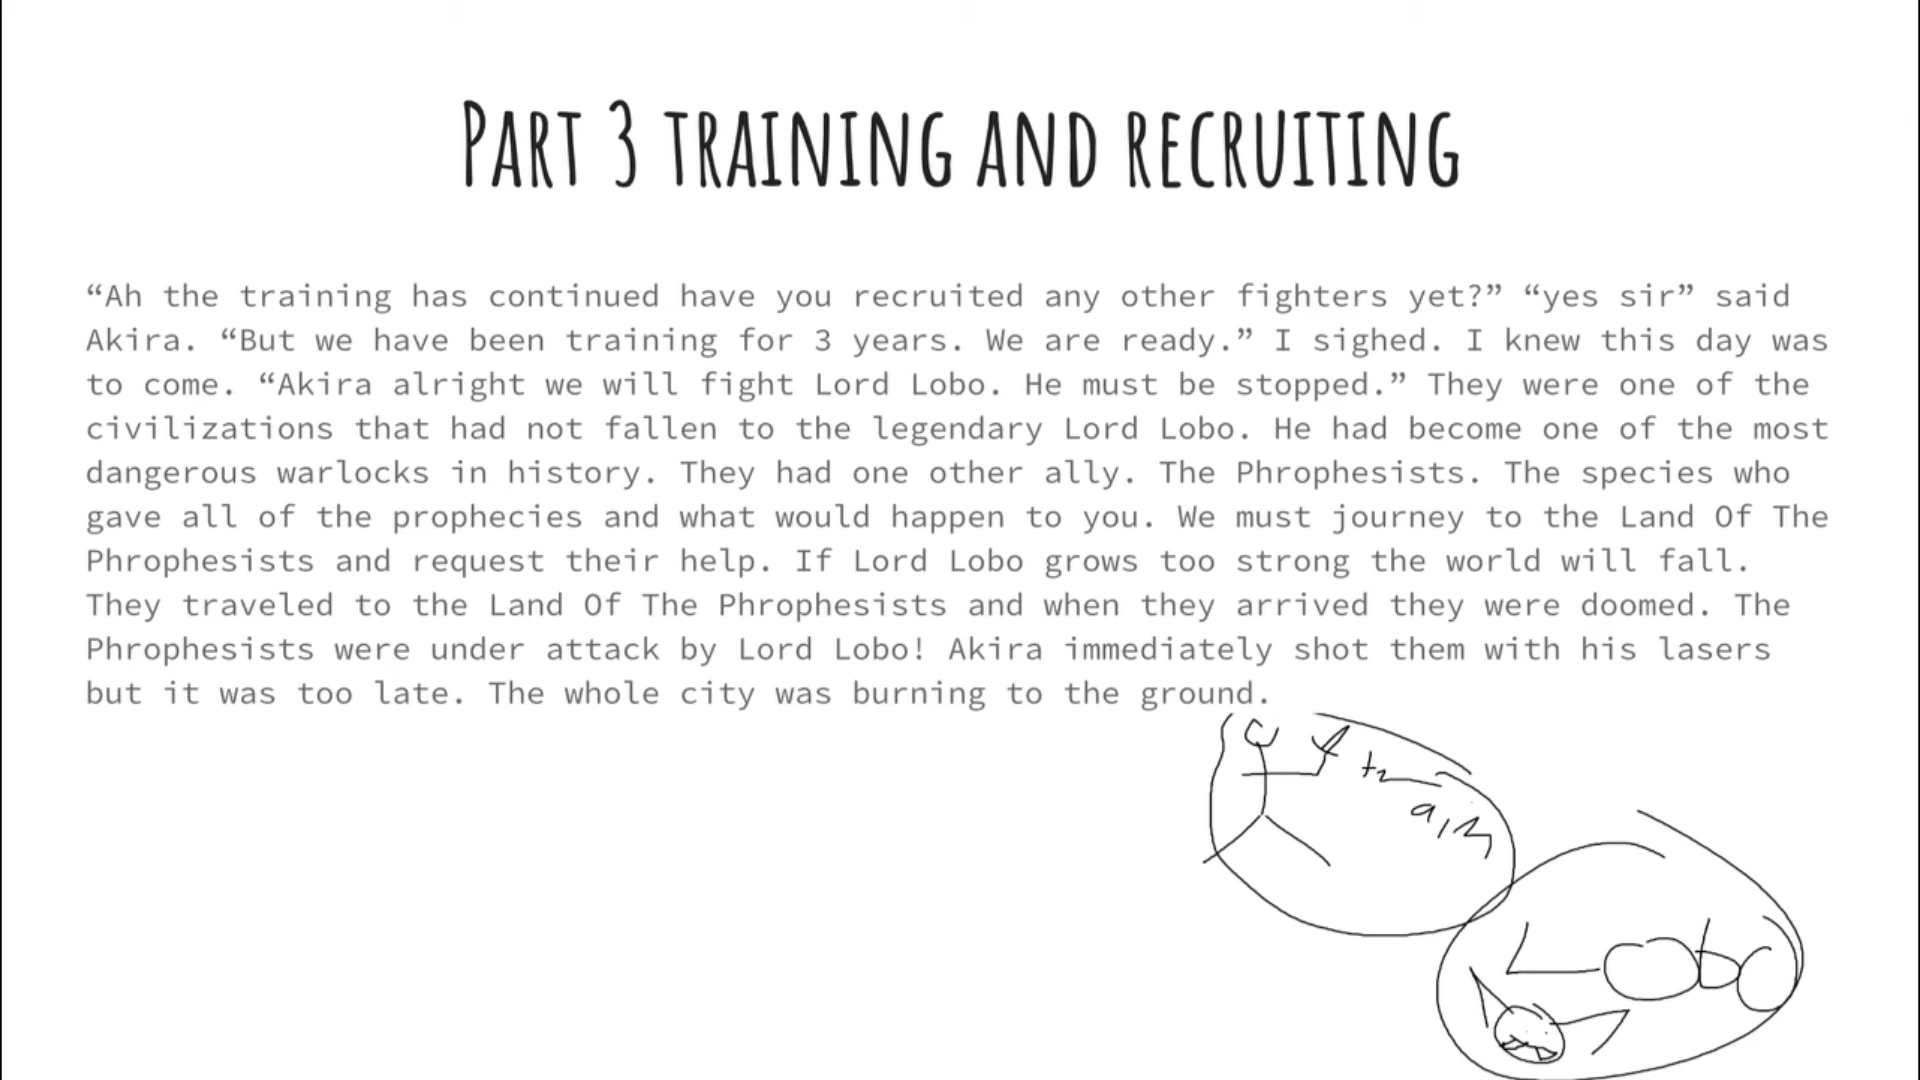 Part 3 training and recruiting
“Ah the training has continued have you recruited any other fighters yet?” “yes sir” said
Akira. “But we have been training for 3 years. We are ready.” I sighed. I knew this day was
to come. “Akira alright we will fight Lord Lobo. He must be stopped.” They were one of the
civilizations that had not fallen to the legendary Lord Lobo. He had become one of the most
dangerous warlocks in history. They had one other ally. The Phrophesists. The species who
gave all of the prophecies and what would happen to you. We must journey to the Land Of The
Phrophesists and request their help. If Lord Lobo grows too strong the world will fall.
They traveled to the Land Of The Phrophesists and when they arrived they were doomed. The
Phrophesists were under attack by Lord Lobo! Akira immediately shot them with his lasers
but it was too late. The whole city was burning to the ground.